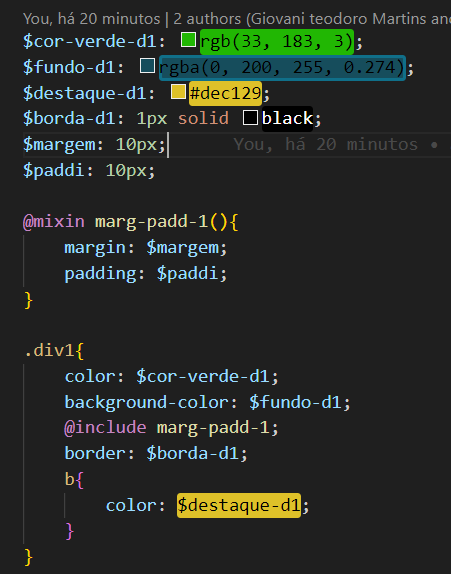 You, há 20 minutos | 2 authors (Giovani teodoro Martins and
$cor-verde-d1: rgb(33, 183, 3);
$fundo-d1: rgba(0, 200, 255, 0.274);
$destaque-d1: #dec129;
$borda-d1: 1px solid black;
$margem: 10px; You, há 20 minutos •
$paddi: 10px;
@mixin marg-padd-1(){
margin: $margem;
padding: $paddi;
}
.div1{
color: $cor-verde-d1;
background-color: $fundo-d1;
@include marg-padd-1;
border: $borda-d1;
b{
color: $destaque-d1;
}
}